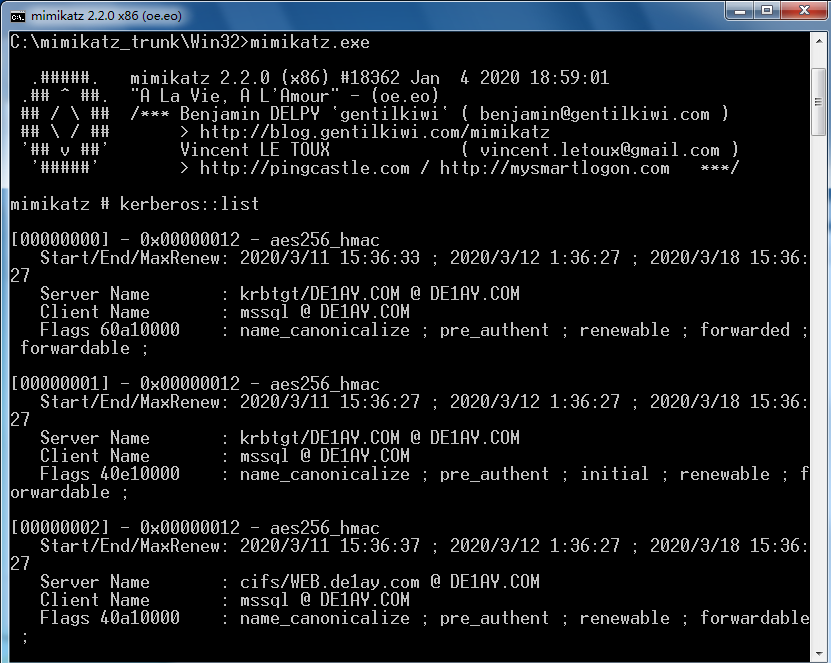 mimikatz 2.2.0 x86 (oe.eo)
C:\mimikatz_trunk\Win32>mimikatz.exe
  .#####.   mimikatz 2.2.0 (x86) #18362 Jan  4 2020 18:59:01
 .## ^ ##.  "A La Vie, A L'Amour" - (oe.eo)
 ## / \ ##  /*** Benjamin DELPY `gentilkiwi` ( benjamin@gentilkiwi.com )
 ## \ / ##       > http://blog.gentilkiwi.com/mimikatz
 '## v ##'       Vincent LE TOUX             ( vincent.letoux@gmail.com )
  '#####'        > http://pingcastle.com / http://mysmartlogon.com   ***/
mimikatz # kerberos::list
[00000000] - 0x00000012 - aes256_hmac
   Start/End/MaxRenew: 2020/3/11 15:36:33 ; 2020/3/12 1:36:27 ; 2020/3/18 15:36:
27
   Server Name       : krbtgt/DE1AY.COM @ DE1AY.COM
   Client Name       : mssql @ DE1AY.COM
   Flags 60a10000    : name_canonicalize ; pre_authent ; renewable ; forwarded ;
 forwardable ;
[00000001] - 0x00000012 - aes256_hmac
   Start/End/MaxRenew: 2020/3/11 15:36:27 ; 2020/3/12 1:36:27 ; 2020/3/18 15:36:
27
   Server Name       : krbtgt/DE1AY.COM @ DE1AY.COM
   Client Name       : mssql @ DE1AY.COM
   Flags 40e10000    : name_canonicalize ; pre_authent ; initial ; renewable ; f
orwardable ;
[00000002] - 0x00000012 - aes256_hmac
   Start/End/MaxRenew: 2020/3/11 15:36:37 ; 2020/3/12 1:36:27 ; 2020/3/18 15:36:
27
   Server Name       : cifs/WEB.de1ay.com @ DE1AY.COM
   Client Name       : mssql @ DE1AY.COM
   Flags 40a10000    : name_canonicalize ; pre_authent ; renewable ; forwardable
 ;